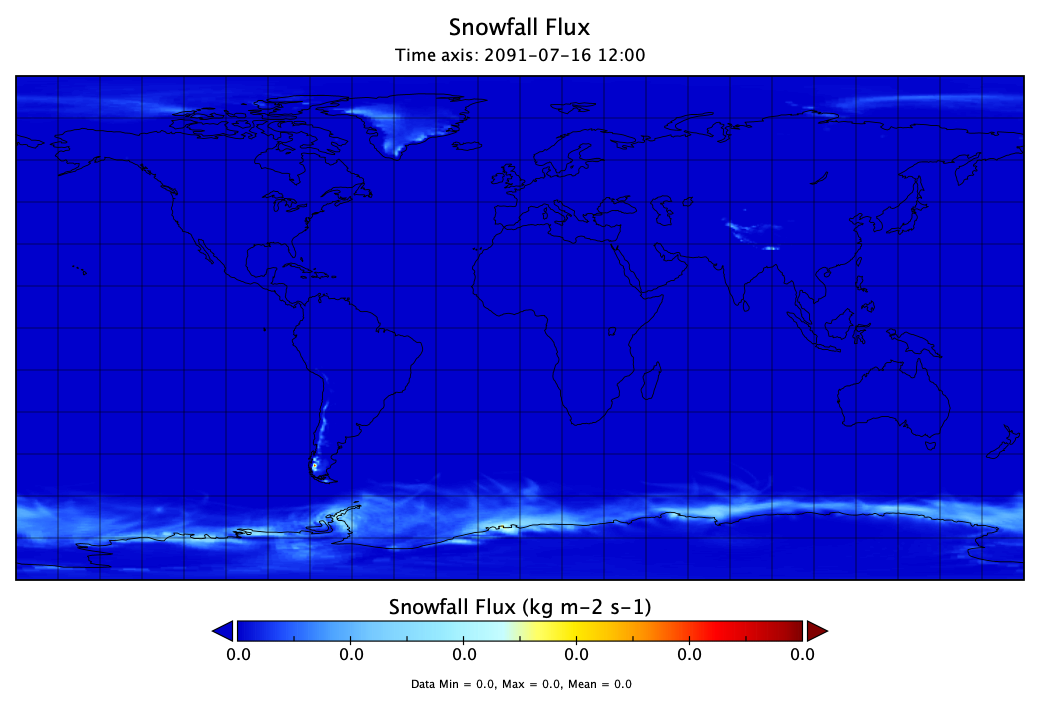 Snowfall Flux
Time axis: 2091-07-16 12:00
Snowfall Flux (kg m-2 s-1)
0.0 0.0 0.0 0.0 0.0 0.0
Data Min = 0.0, Max = 0.0, Mean = 0.0